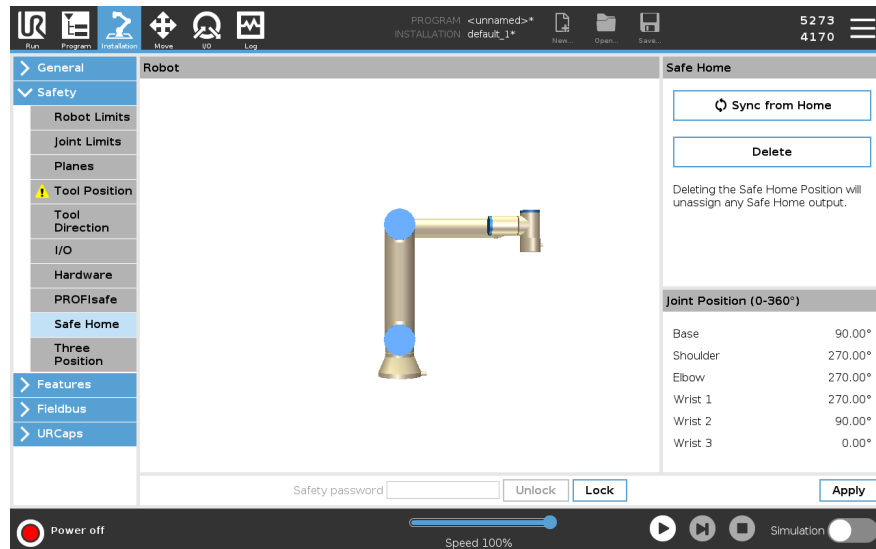 UR
Run
Program
Installation
Move
I/O
Log
PROGRAM <unnamed>*
INSTALLATION default_1*
New...
Open...
Save...
5273
4170
General
Safety
Robot Limits
Joint Limits
Planes
Tool Position
Tool
Direction
I/O
Hardware
PROFIsafe
Safe Home
Three
Position
Features
Fieldbus
URCaps
Robot
Safe Home
Sync from Home
Delete
Deleting the Safe Home Position will
unassign any Safe Home output.
Joint Position (0-360°)
Base 90.00°
Shoulder 270.00°
Elbow 270.00°
Wrist 1 270.00°
Wrist 2 90.00°
Wrist 3 0.00°
Safety password
Unlock
Lock
Apply
Power off
Speed 100%
Simulation